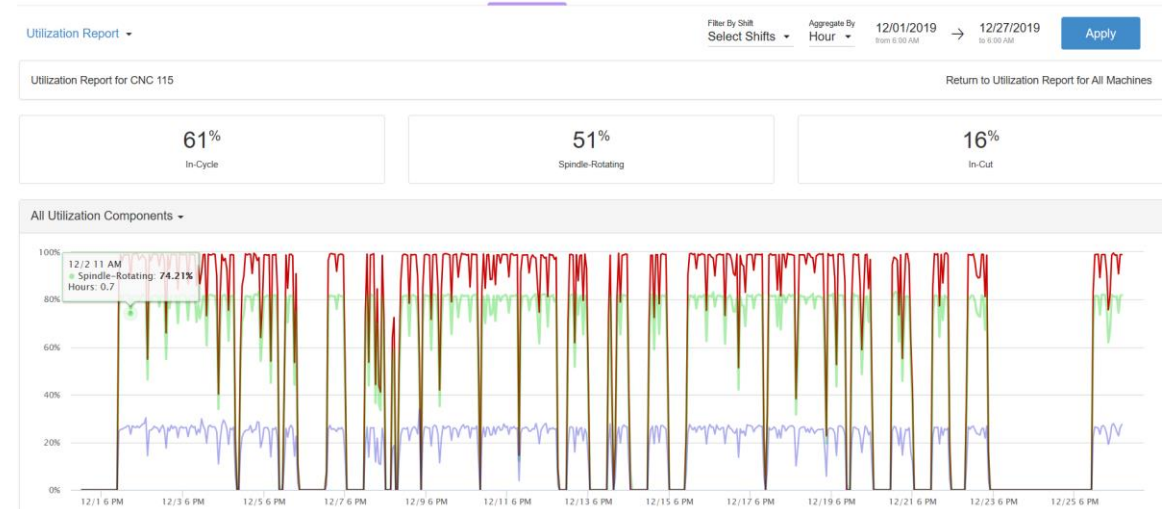 Utilization Report
Filter By Shift
Select Shifts
Aggregate By
Hour
12/01/2019
from 6:00 AM
→
12/27/2019
to 6:00 AM
Apply
Utilization Report for CNC 115
Return to Utilization Report for All Machines
61%
In-Cycle
51%
Spindle-Rotating
16%
In-Cut
All Utilization Components
100%
12/2 11 AM
Spindle-Rotating: 74.21%
Hours: 0.7
80%
60%
40%
20%
0%
12/1 6 PM 12/3 6 PM 12/5 6 PM 12/7 6 PM 12/9 6 PM 12/11 6 PM 12/13 6 PM 12/15 6 PM 12/17 6 PM 12/19 6 PM 12/21 6 PM 12/23 6 PM 12/25 6 PM